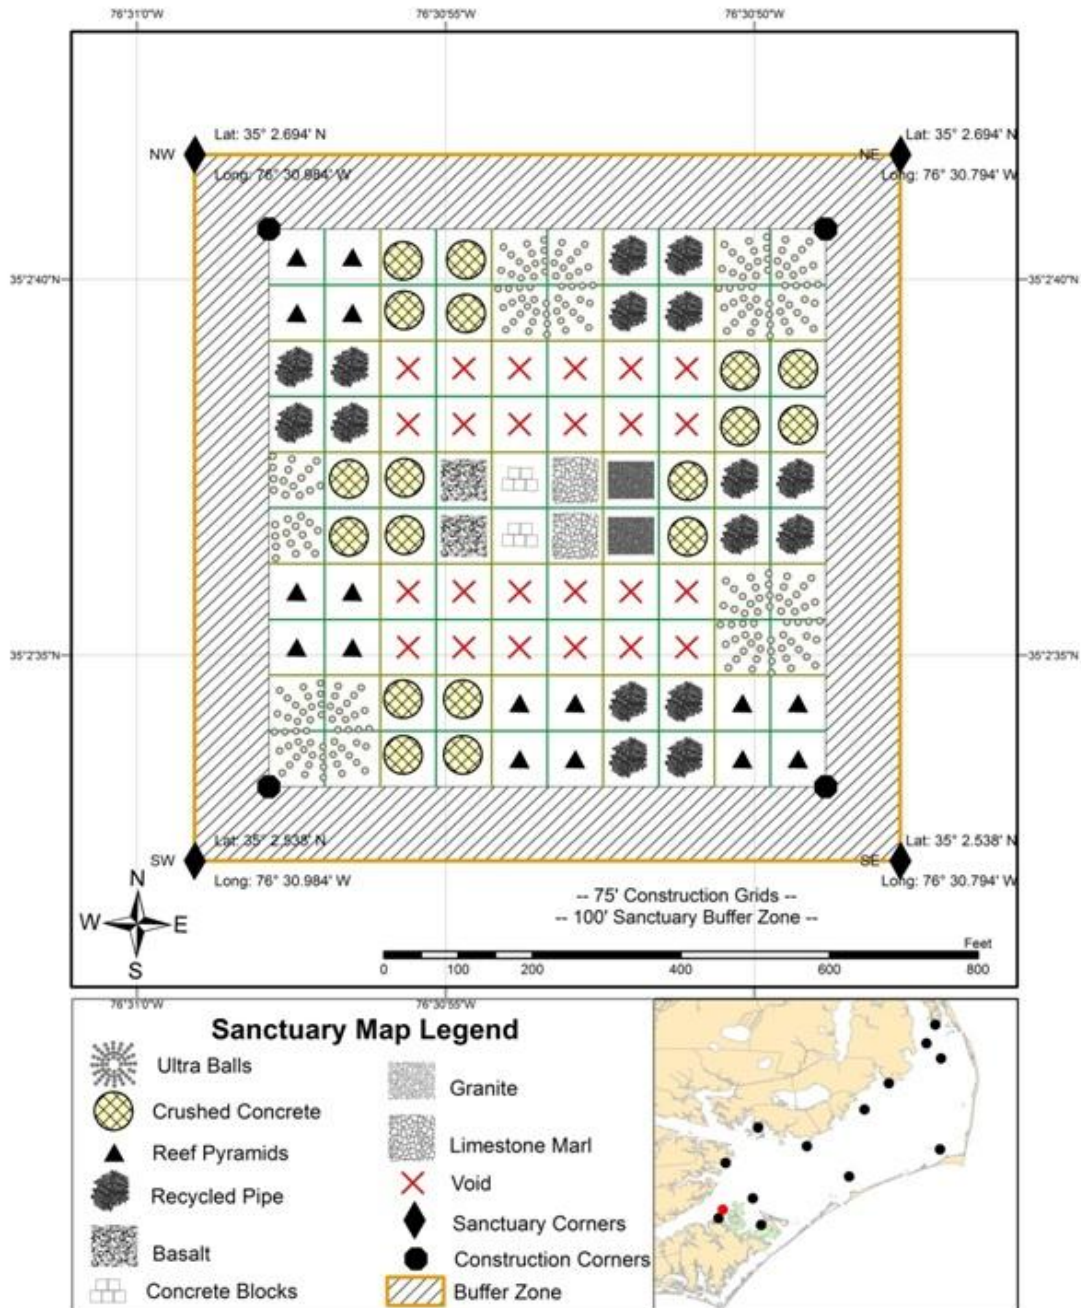 76°31'0"W 76°30'55"W 76°30'50"W
Lat: 35° 2.694' N Lat: 35° 2.694' N
NW NE
Long: 76° 30.984' W Long: 76° 30.794' W
35°2'40"N 35°2'40"N
35°2'35"N 35°2'35"N
Lat: 35° 2.538' N Lat: 35° 2.538' N
SW SE
Long: 76° 30.984' W Long: 76° 30.794' W
N
W E
S
-- 75' Construction Grids --
-- 100' Sanctuary Buffer Zone --
Feet
0 100 200 400 600 800
76°31'0"W 76°30'55"W
Sanctuary Map Legend
Ultra Balls
Crushed Concrete
Reef Pyramids
Recycled Pipe
Basalt
Concrete Blocks
Granite
Limestone Marl
Void
Sanctuary Corners
Construction Corners
Buffer Zone